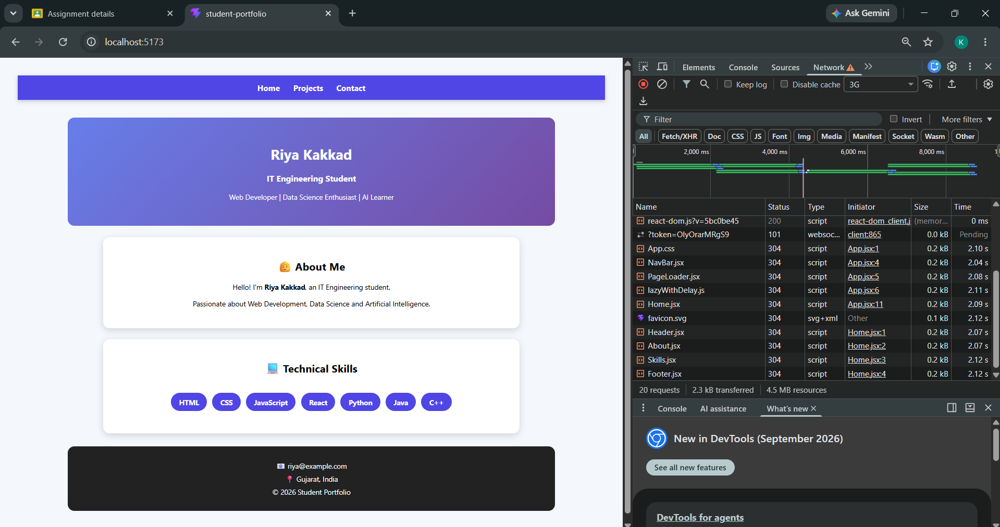 Assignment details
student-portfolio
Ask Gemini
localhost:5173
K
Home Projects Contact
Riya Kakkad
IT Engineering Student
Web Developer | Data Science Enthusiast | AI Learner
About Me
Hello! I'm Riya Kakkad, an IT Engineering student.
Passionate about Web Development, Data Science and Artificial Intelligence.
Technical Skills
HTML CSS JavaScript React Python Java C++
riya@example.com
Gujarat, India
© 2026 Student Portfolio
Elements Console Sources Network
Keep log Disable cache 3G
Filter Invert More filters
All Fetch/XHR Doc CSS JS Font Img Media Manifest Socket Wasm Other
2,000 ms 4,000 ms 6,000 ms 8,000 ms 1
Name Status Type Initiator Size Time
react-dom.js?v=5bc0be45 200 script react-dom_client.j (memor... 0 ms
?token=OlyOrarMRgS9 101 websoc... client:865 0.0 kB Pending
App.css 304 script App.jsx:1 0.2 kB 2.10 s
NavBar.jsx 304 script App.jsx:4 0.2 kB 2.04 s
PageLoader.jsx 304 script App.jsx:5 0.2 kB 2.08 s
lazyWithDelay.js 304 script App.jsx:6 0.2 kB 2.11 s
Home.jsx 304 script App.jsx:11 0.2 kB 2.09 s
favicon.svg 304 svg+xml Other 0.1 kB 2.12 s
Header.jsx 304 script Home.jsx:1 0.2 kB 2.07 s
About.jsx 304 script Home.jsx:2 0.2 kB 2.07 s
Skills.jsx 304 script Home.jsx:3 0.2 kB 2.12 s
Footer.jsx 304 script Home.jsx:4 0.2 kB 2.12 s
20 requests 2.3 kB transferred 4.5 MB resources
Console AI assistance What's new
New in DevTools (September 2026)
See all new features
DevTools for agents